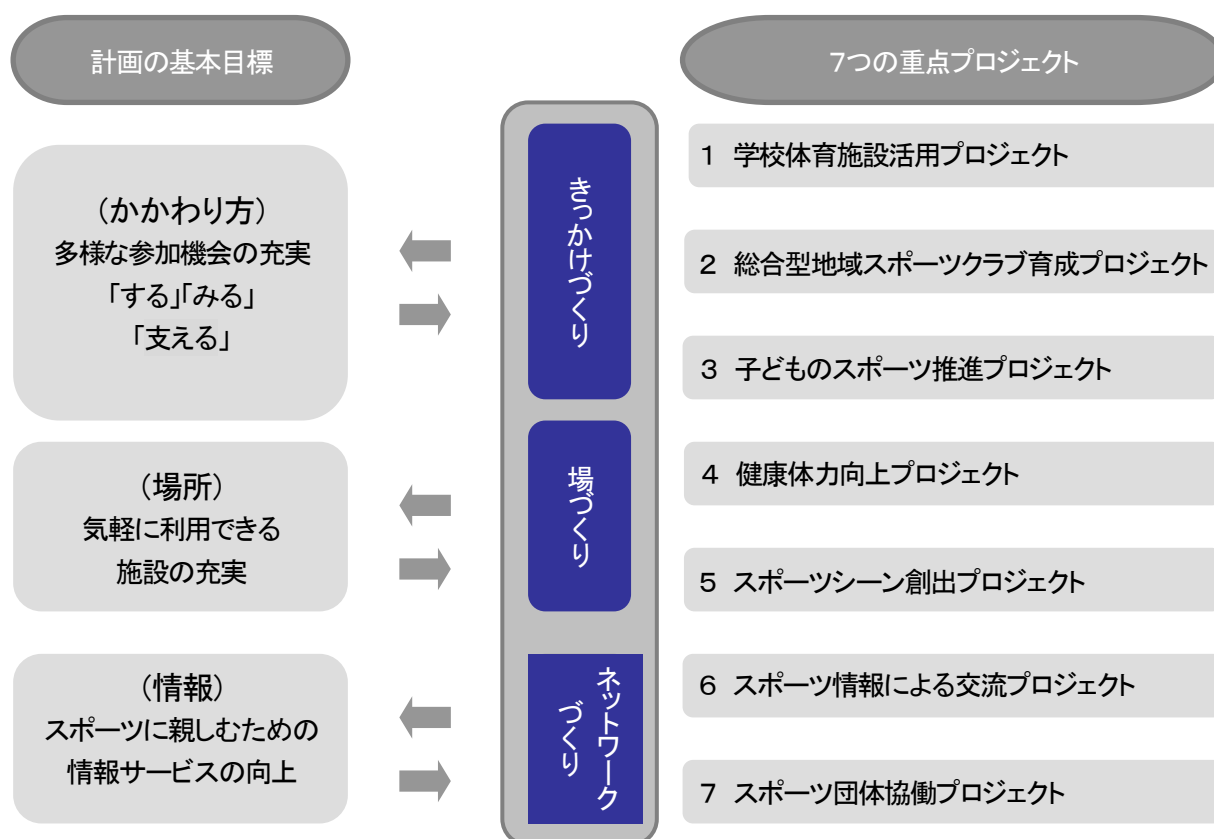 計画の基本目標
7つの重点プロジェクト
（かかわり方）
多様な参加機会の充実
「する」「みる」
「支える」
（場所）
気軽に利用できる
施設の充実
（情報）
スポーツに親しむための
情報サービスの向上
きっかけづくり
場づくり
ネットワーク
づくり
1 学校体育施設活用プロジェクト
2 総合型地域スポーツクラブ育成プロジェクト
3 子どものスポーツ推進プロジェクト
4 健康体力向上プロジェクト
5 スポーツシーン創出プロジェクト
6 スポーツ情報による交流プロジェクト
7 スポーツ団体協働プロジェクト